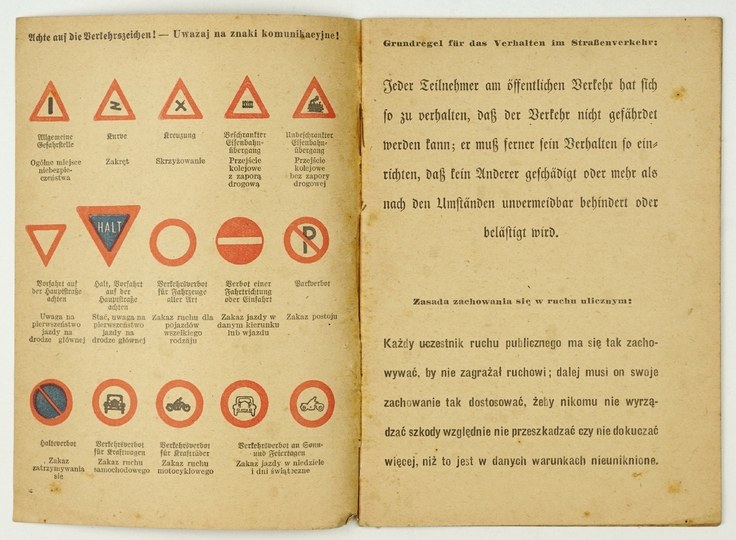 Achte auf die Verkehrszeichen! — Uwazaj na znaki komunikacyjne!
Allgemeine
Gefahrstelle
Ogólne miejce
niebezpie-
czeństwa
Kurve
Zakręt
Kreuzung
Skrzyżowanie
Beschrankter
Eisenbahn-
übergang
Przejście
kolejowe
z zaporą
drogową
Unbeschrankter
Eisenbahn-
übergang
Przejście
kolejowe
bez zapory
drogowej
HALT
P
Vorfahrt auf
der Hauptstraße
achten
Uwaga na
pierwszeństwo
jazdy na
drodze głównej
Halt, Vorfahrt
auf der
Hauptstraße
achten
Stać, uwaga na
pierwszeństwo
jazdy na
drodze głównej
Verkehrsverbot
für Fahrzeuge
aller Art
Zakaz ruchu dla
pojazdów
wszelkiego
rodzaju
Verbot einer
Fahrtrichtung
oder Einfahrt
Zakaz jazdy w
danym kierunku
lub wjazdu
Parkverbot
Zakaz postoju
Halteverbot
Zakaz
zatrzymywania
się
Verkehrsverbot
für Kraftwagen
Zakaz ruchu
samochodowego
Verkehrsverbot
für Krafträder
Zakaz ruchu
motocyklowego
Verkehrsverbot an Sonn-
und Feiertagen
Zakaz jazdy w niedziele
i dni świąteczne
Grundregel für das Verhalten im Straßenverkehr:
Jeder Teilnehmer am öffentlichen Verkehr hat sich
so zu verhalten, daß der Verkehr nicht gefährdet
werden kann; er muß ferner sein Verhalten so ein-
richten, daß kein Anderer geschädigt oder mehr als
nach den Umständen unvermeidbar behindert oder
belästigt wird.
Zasada zachowania się w ruchu ulicznym:
Każdy uczestnik ruchu publicznego ma się tak zacho-
wywać, by nie zagrażał ruchowi; dalej musi on swoje
zachowanie tak dostosować, żeby nikomu nie wyrzą-
dzać szkody względnie nie przeszkadzać czy nie dokuczać
więcej, niż to jest w danych warunkach nieuniknione.